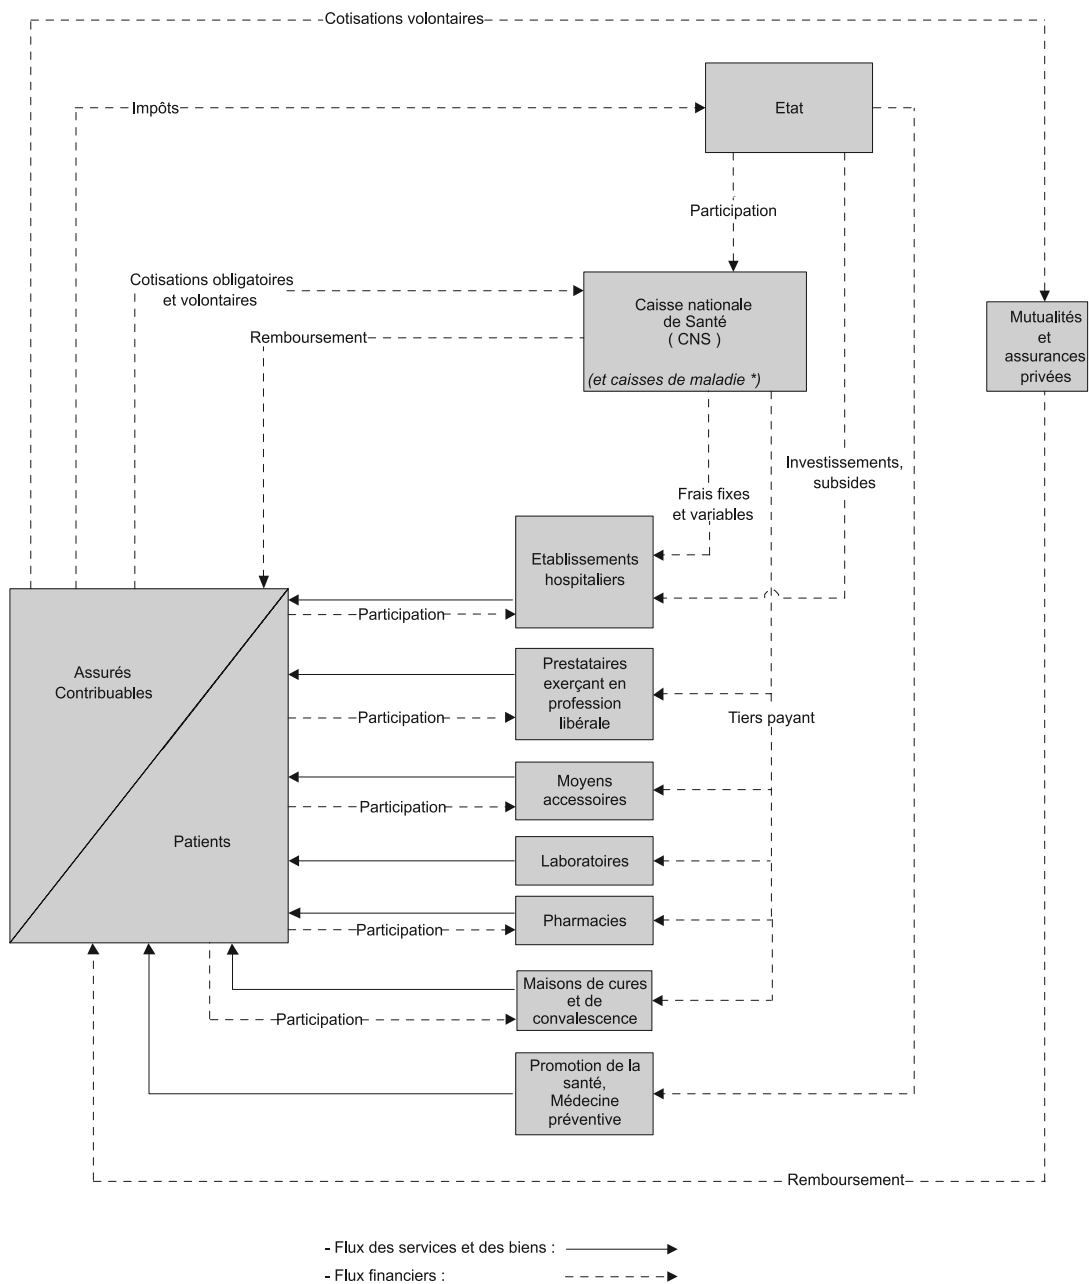 Cotisations volontaires
Impôts
Etat
Participation
Cotisations obligatoires
et volontaires
Remboursement
Caisse nationale
de Santé
( CNS )
(et caisses de maladie *)
Mutualités
et
assurances
privées
Investissements,
subsides
Frais fixes
et variables
Etablissements
hospitaliers
Participation
Assurés
Contribuables
Patients
Prestataires
exerçant en
profession
libérale
Participation
Tiers payant
Moyens
accessoires
Participation
Laboratoires
Pharmacies
Participation
Maisons de cures
et de
convalescence
Participation
Promotion de la
santé,
Médecine
préventive
Remboursement
- Flux des services et des biens :
- Flux financiers :